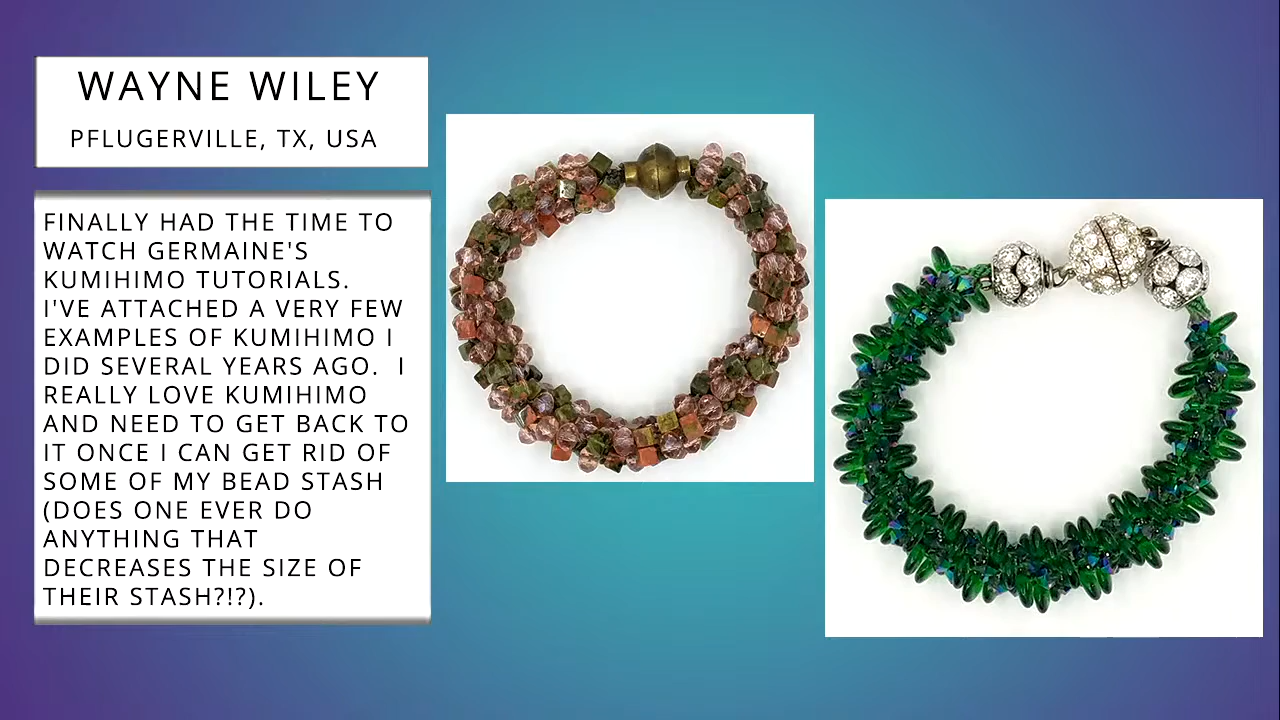 WAYNE WILEY
PFLUGERVILLE, TX, USA
FINALLY HAD THE TIME TO
WATCH GERMAINE'S
KUMIHIMO TUTORIALS.
I'VE ATTACHED A VERY FEW
EXAMPLES OF KUMIHIMO I
DID SEVERAL YEARS AGO.  I
REALLY LOVE KUMIHIMO
AND NEED TO GET BACK TO
IT ONCE I CAN GET RID OF
SOME OF MY BEAD STASH
(DOES ONE EVER DO
ANYTHING THAT
DECREASES THE SIZE OF
THEIR STASH?!?).